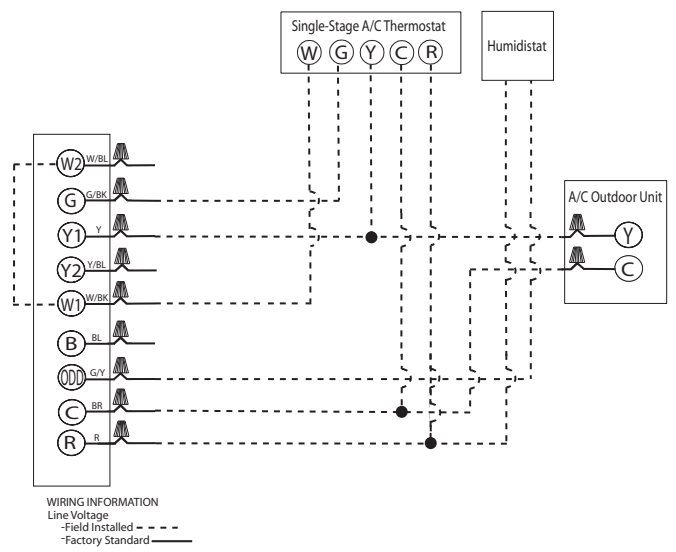 Single-Stage A/C Thermostat
W G Y C R
Humidistat
A/C Outdoor Unit
Y
C
W2 W/BL
G G/BK
Y1 Y
Y2 Y/BL
W1 W/BK
B BL
ODD G/Y
C BR
R R
WIRING INFORMATION
Line Voltage
-Field Installed
-Factory Standard